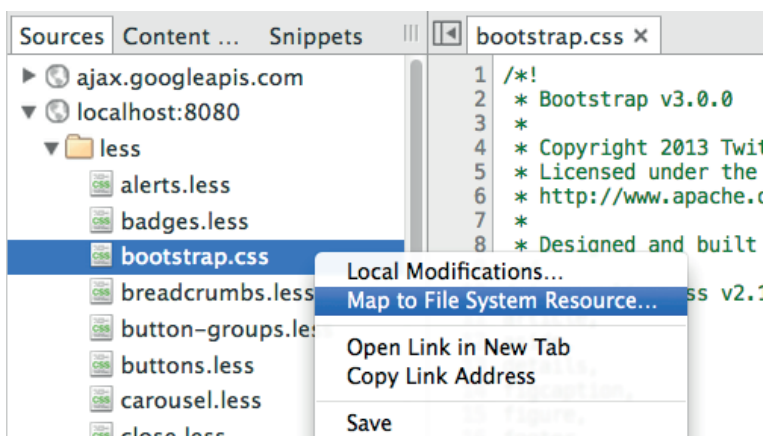 Sources Content ... Snippets
ajax.googleapis.com
localhost:8080
less
alerts.less
badges.less
bootstrap.css
breadcrumbs.less
button-groups.less
buttons.less
carousel.less
close.less
bootstrap.css ×
1 /*!
2 * Bootstrap v3.0.0
3 *
4 * Copyright 2013 Twit
5 * Licensed under the
6 * http://www.apache.o
7 *
8 * Designed and built
ss v2.1
Local Modifications...
Map to File System Resource...
Open Link in New Tab
Copy Link Address
Save